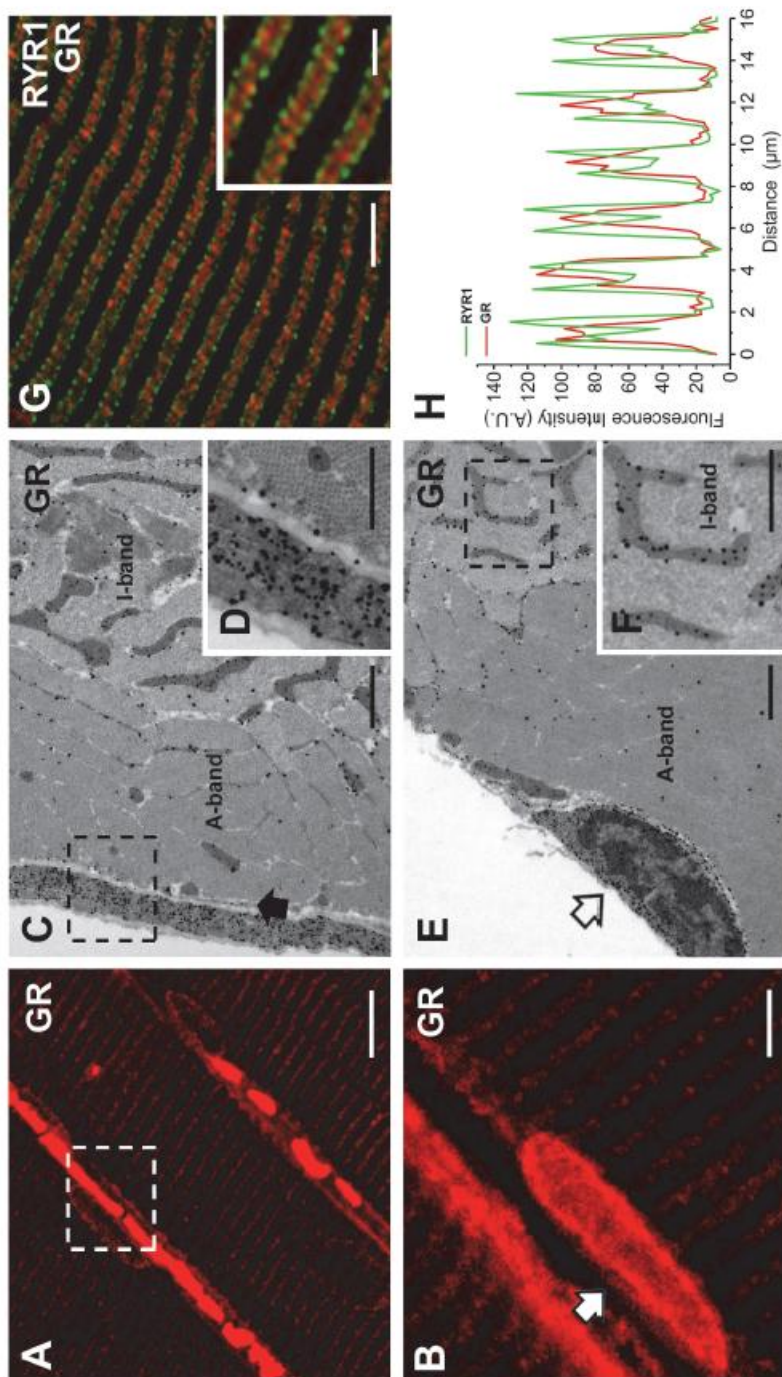 A
GR
B
GR
C
GR
A-band
I-band
D
E
GR
A-band
F
I-band
G
RYR1
GR
H
RYR1
GR
Fluorescence Intensity (A.U.)
140
120
100
80
60
40
20
0
0
2
4
6
8
10
12
14
16
Distance (µm)